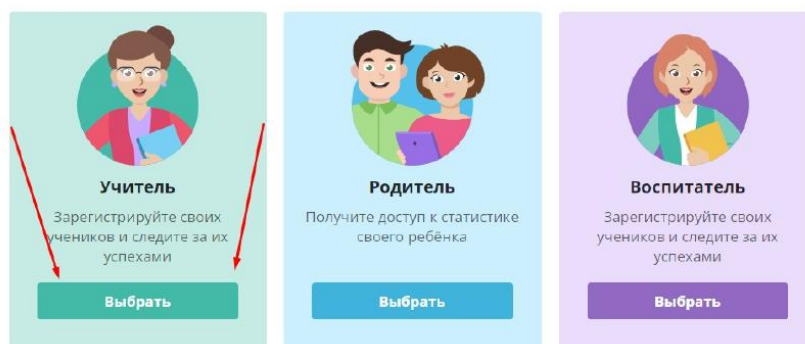 Учитель
Зарегистрируйте своих
учеников и следите за их
успехами
Выбрать
Родитель
Получите доступ к статистике
своего ребёнка
Выбрать
Воспитатель
Зарегистрируйте своих
учеников и следите за их
успехами
Выбрать